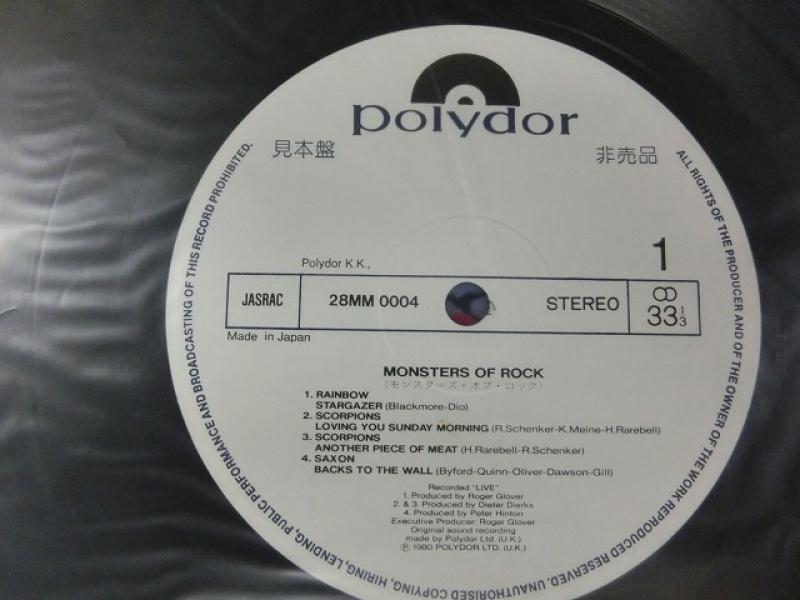 polydor
見本盤
非売品
1
Polydor K.K.,
JASRAC
28MM 0004
STEREO
33 1/3
Made in Japan
MONSTERS OF ROCK
(モンスターズ・オブ・ロック)
1. RAINBOW
STARGAZER (Blackmore-Dio)
2. SCORPIONS
LOVING YOU SUNDAY MORNING (R.Schenker-K.Meine-H.Rarebell)
3. SCORPIONS
ANOTHER PIECE OF MEAT (H.Rarebell-R.Schenker)
4. SAXON
BACKS TO THE WALL (Byford-Quinn-Oliver-Dawson-Gill)
Recorded "LIVE"
1. Produced by Roger Glover
2. & 3. Produced by Dieter Dierks
4. Produced by Peter Hinton
Executive Producer: Roger Glover
Original sound recording
made by Polydor Ltd. (U.K.)
Ⓟ 1980 POLYDOR LTD. (U.K.)
ALL RIGHTS OF THE PRODUCER AND OF THE OWNER OF THE WORK REPRODUCED RESERVED. UNAUTHORISED COPYING, HIRING, LENDING, PUBLIC PERFORMANCE AND BROADCASTING OF THIS RECORD PROHIBITED.